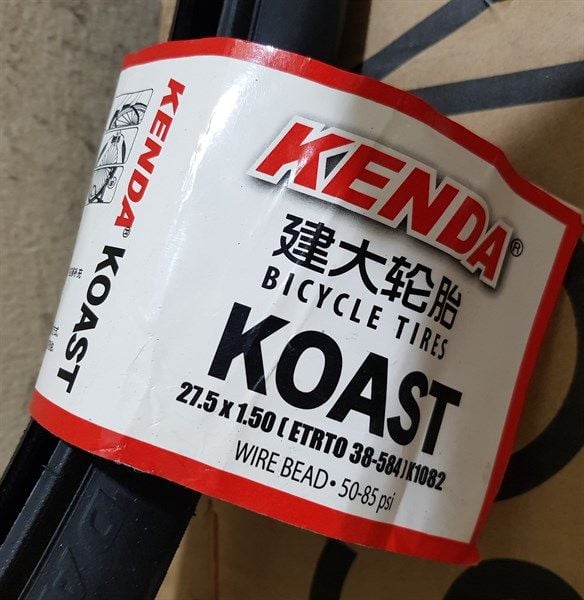 KENDA®
建大轮胎
BICYCLE TIRES
KOAST
27.5 x 1.50 ( ETRTO 38-584 ) K1082
WIRE BEAD • 50-85 psi
KENDA® KOAST